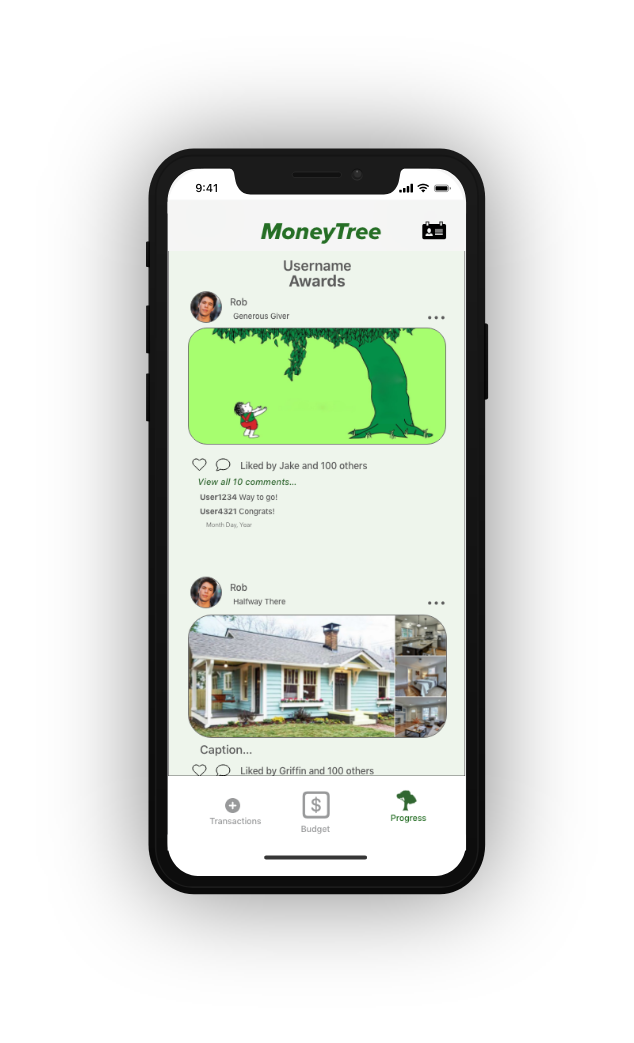 9:41
MoneyTree
Username
Awards
Rob
Generous Giver
Liked by Jake and 100 others
View all 10 comments...
User1234 Way to go!
User4321 Congrats!
Month Day, Year
Rob
Halfway There
Caption...
Liked by Griffin and 100 others
$
Transactions
Budget
Progress